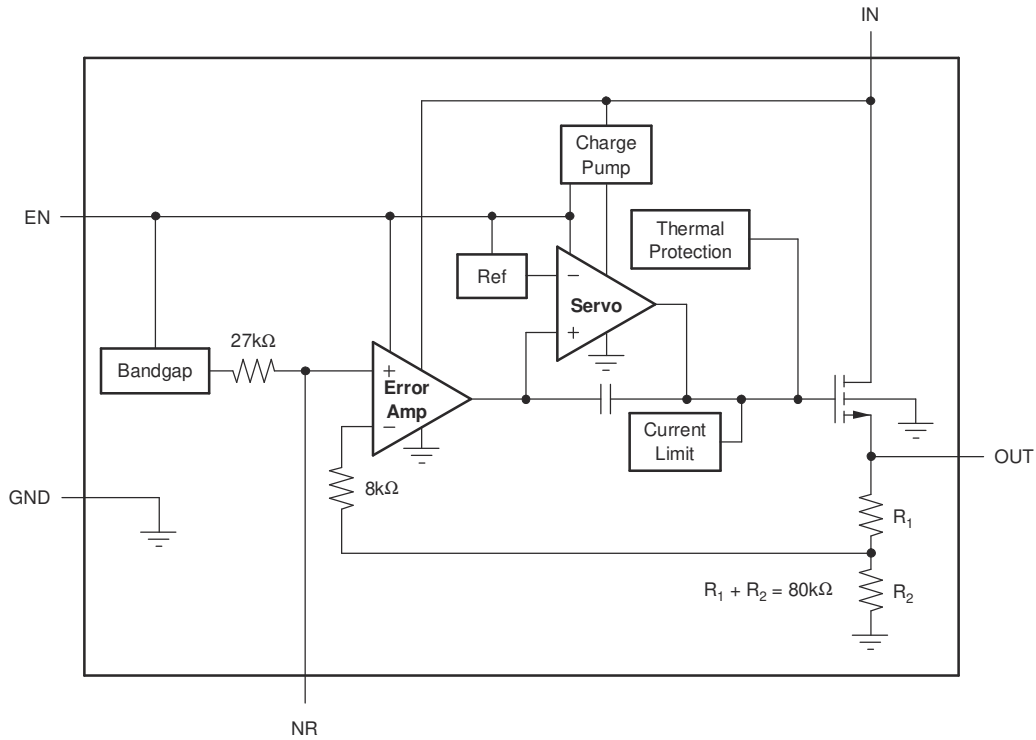 IN
Charge
Pump
EN
Thermal
Protection
Ref
−
Servo
+
27kΩ
Bandgap
+
Error
Amp
−
Current
Limit
OUT
8kΩ
GND
R1
R1 + R2 = 80kΩ
R2
NR